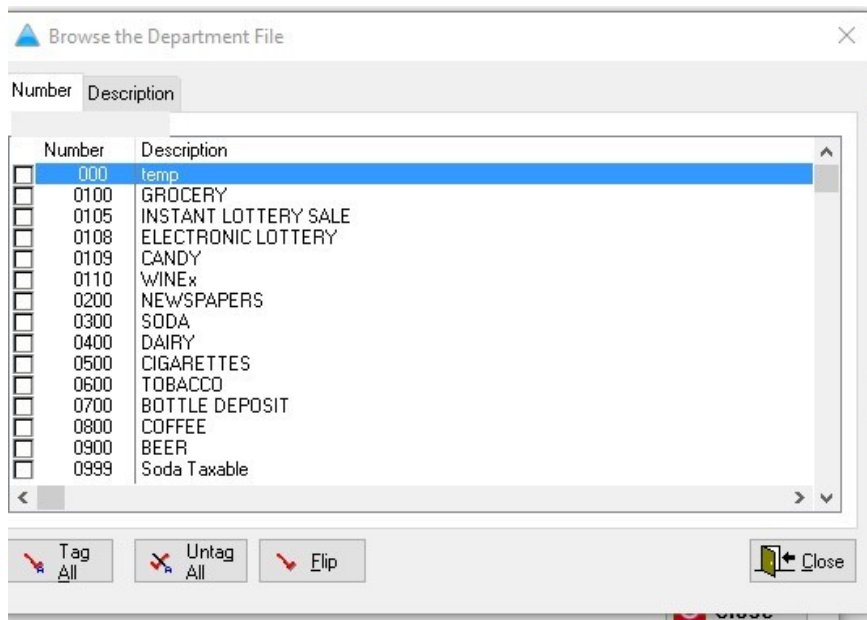 Browse the Department File
Number Description
Number Description
000 temp
0100 GROCERY
0105 INSTANT LOTTERY SALE
0108 ELECTRONIC LOTTERY
0109 CANDY
0110 WINEx
0200 NEWSPAPERS
0300 SODA
0400 DAIRY
0500 CIGARETTES
0600 TOBACCO
0700 BOTTLE DEPOSIT
0800 COFFEE
0900 BEER
0999 Soda Taxable
Tag All
Untag All
Flip
Close
Close